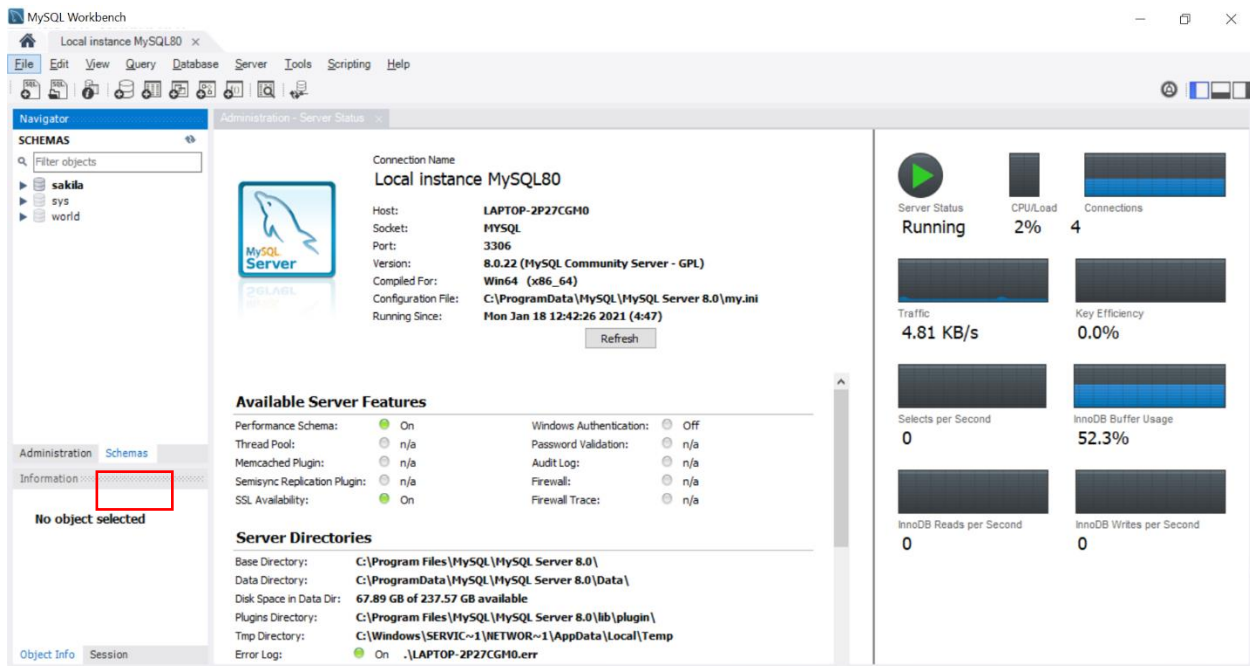 MySQL Workbench
Local instance MySQL80
File Edit View Query Database Server Tools Scripting Help
Navigator
SCHEMAS
Filter objects
sakila
sys
world
Administration Schemas
Information
No object selected
Object Info Session
Administration - Server Status
MySQL
Server
Connection Name
Local instance MySQL80
Host: LAPTOP-2P27CGM0
Socket: MYSQL
Port: 3306
Version: 8.0.22 (MySQL Community Server - GPL)
Compiled For: Win64 (x86_64)
Configuration File: C:\ProgramData\MySQL\MySQL Server 8.0\my.ini
Running Since: Mon Jan 18 12:42:26 2021 (4:47)
Refresh
Available Server Features
Performance Schema: On Windows Authentication: Off
Thread Pool: n/a Password Validation: n/a
Memcached Plugin: n/a Audit Log: n/a
Semisync Replication Plugin: n/a Firewall: n/a
SSL Availability: On Firewall Trace: n/a
Server Directories
Base Directory: C:\Program Files\MySQL\MySQL Server 8.0\
Data Directory: C:\ProgramData\MySQL\MySQL Server 8.0\Data\
Disk Space in Data Dir: 67.89 GB of 237.57 GB available
Plugins Directory: C:\Program Files\MySQL\MySQL Server 8.0\lib\plugin\
Tmp Directory: C:\Windows\SERVIC~1\NETWOR~1\AppData\Local\Temp
Error Log: On .\LAPTOP-2P27CGM0.err
Server Status CPU/Load Connections
Running 2% 4
Traffic Key Efficiency
4.81 KB/s 0.0%
Selects per Second InnoDB Buffer Usage
0 52.3%
InnoDB Reads per Second InnoDB Writes per Second
0 0